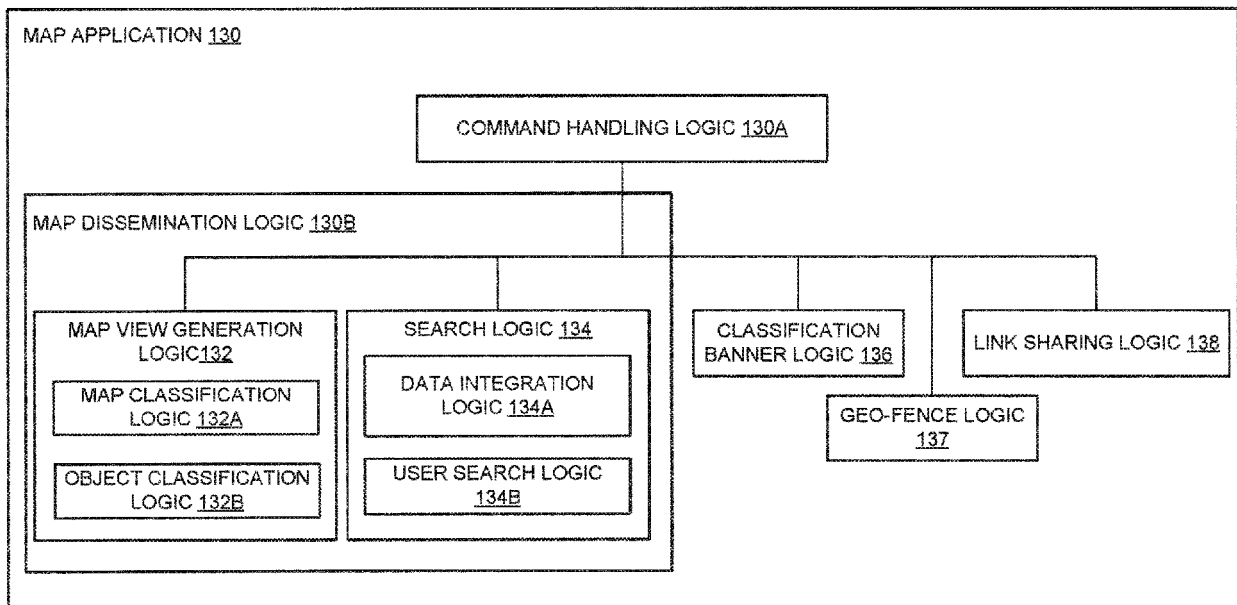 MAP APPLICATION 130
COMMAND HANDLING LOGIC 130A
MAP DISSEMINATION LOGIC 130B
MAP VIEW GENERATION
LOGIC132
MAP CLASSIFICATION
LOGIC 132A
OBJECT CLASSIFICATION
LOGIC 132B
SEARCH LOGIC 134
DATA INTEGRATION
LOGIC 134A
USER SEARCH LOGIC
134B
CLASSIFICATION
BANNER LOGIC 136
GEO-FENCE LOGIC
137
LINK SHARING LOGIC 138